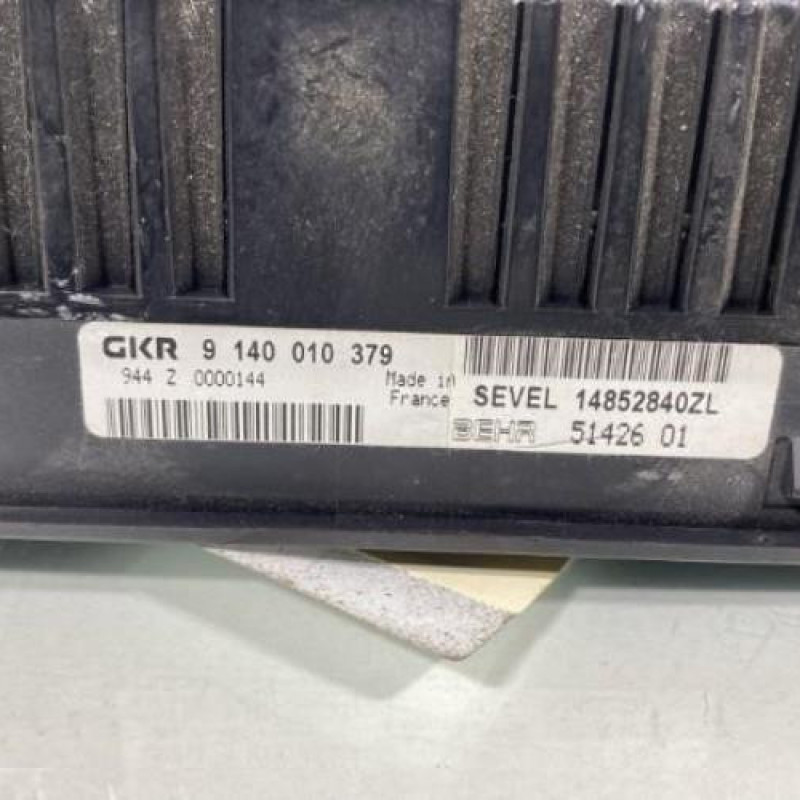 GKR 9 140 010 379
944 Z 0000144
Made in
France
SEVEL 14852840ZL
BEHR 51426 01